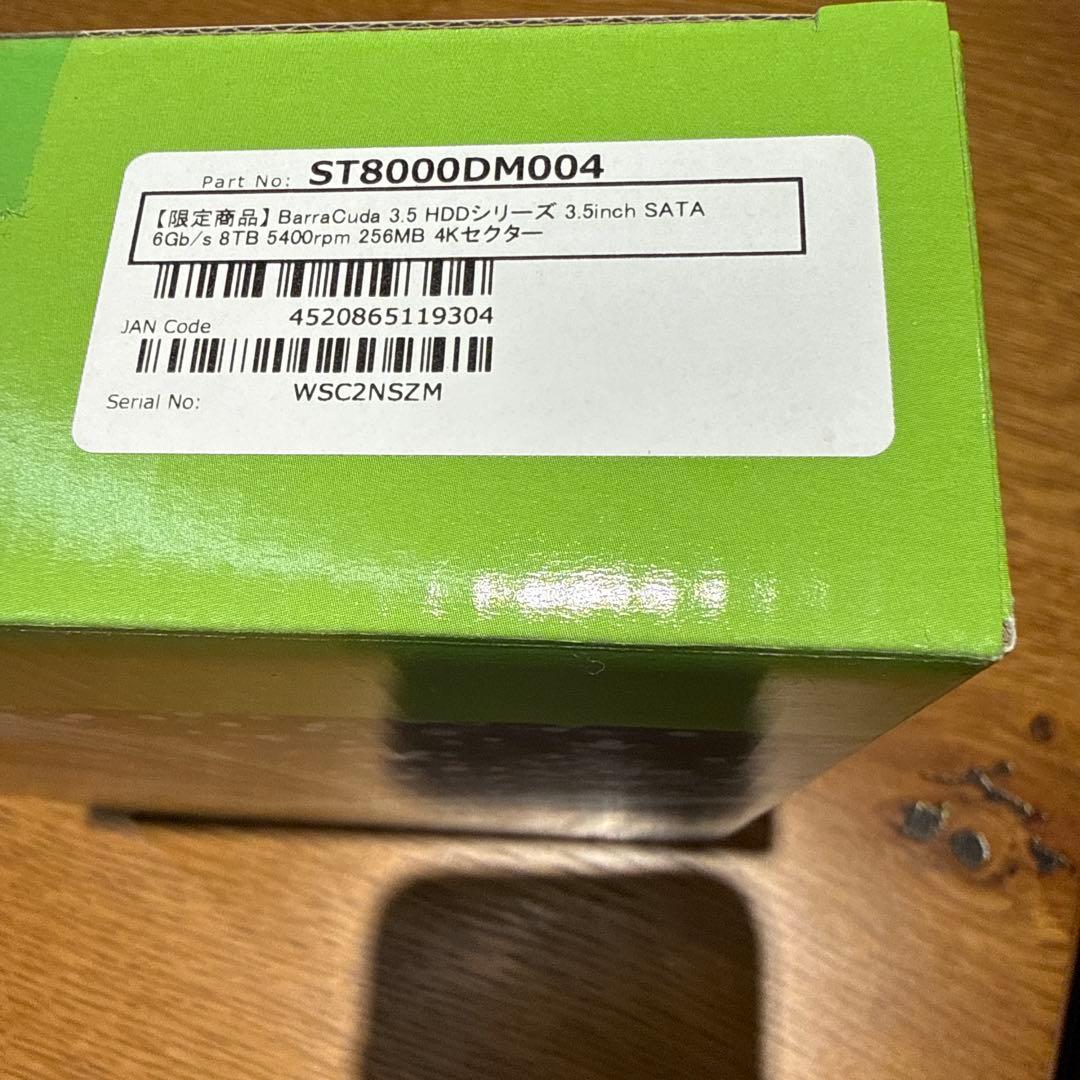 Part No: ST8000DM004
【限定商品】BarraCuda 3.5 HDDシリーズ 3.5inch SATA
6Gb/s 8TB 5400rpm 256MB 4Kセクター
JAN Code 4520865119304
Serial No: WSC2NSZM